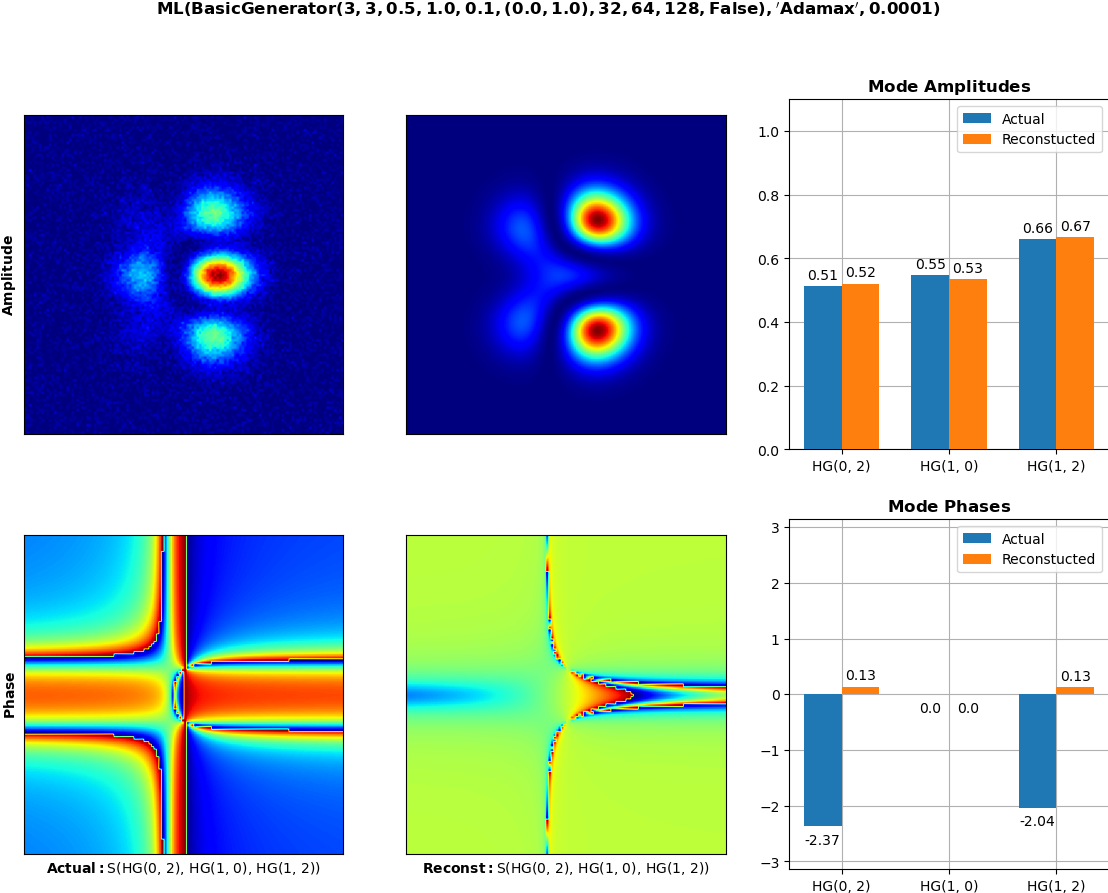 ML(BasicGenerator(3, 3, 0.5, 1.0, 0.1, (0.0, 1.0), 32, 64, 128, False), ′Adamax′, 0.0001)
Amplitude
Mode Amplitudes
Actual
Reconstucted
1.0
0.8
0.6
0.4
0.2
0.0
0.51
0.52
0.55
0.53
0.66
0.67
HG(0, 2)
HG(1, 0)
HG(1, 2)
Phase
Actual: S(HG(0, 2), HG(1, 0), HG(1, 2))
Reconst: S(HG(0, 2), HG(1, 0), HG(1, 2))
Mode Phases
Actual
Reconstucted
3
2
1
0
−1
−2
−3
-2.37
0.13
0.0
0.0
-2.04
0.13
HG(0, 2)
HG(1, 0)
HG(1, 2)